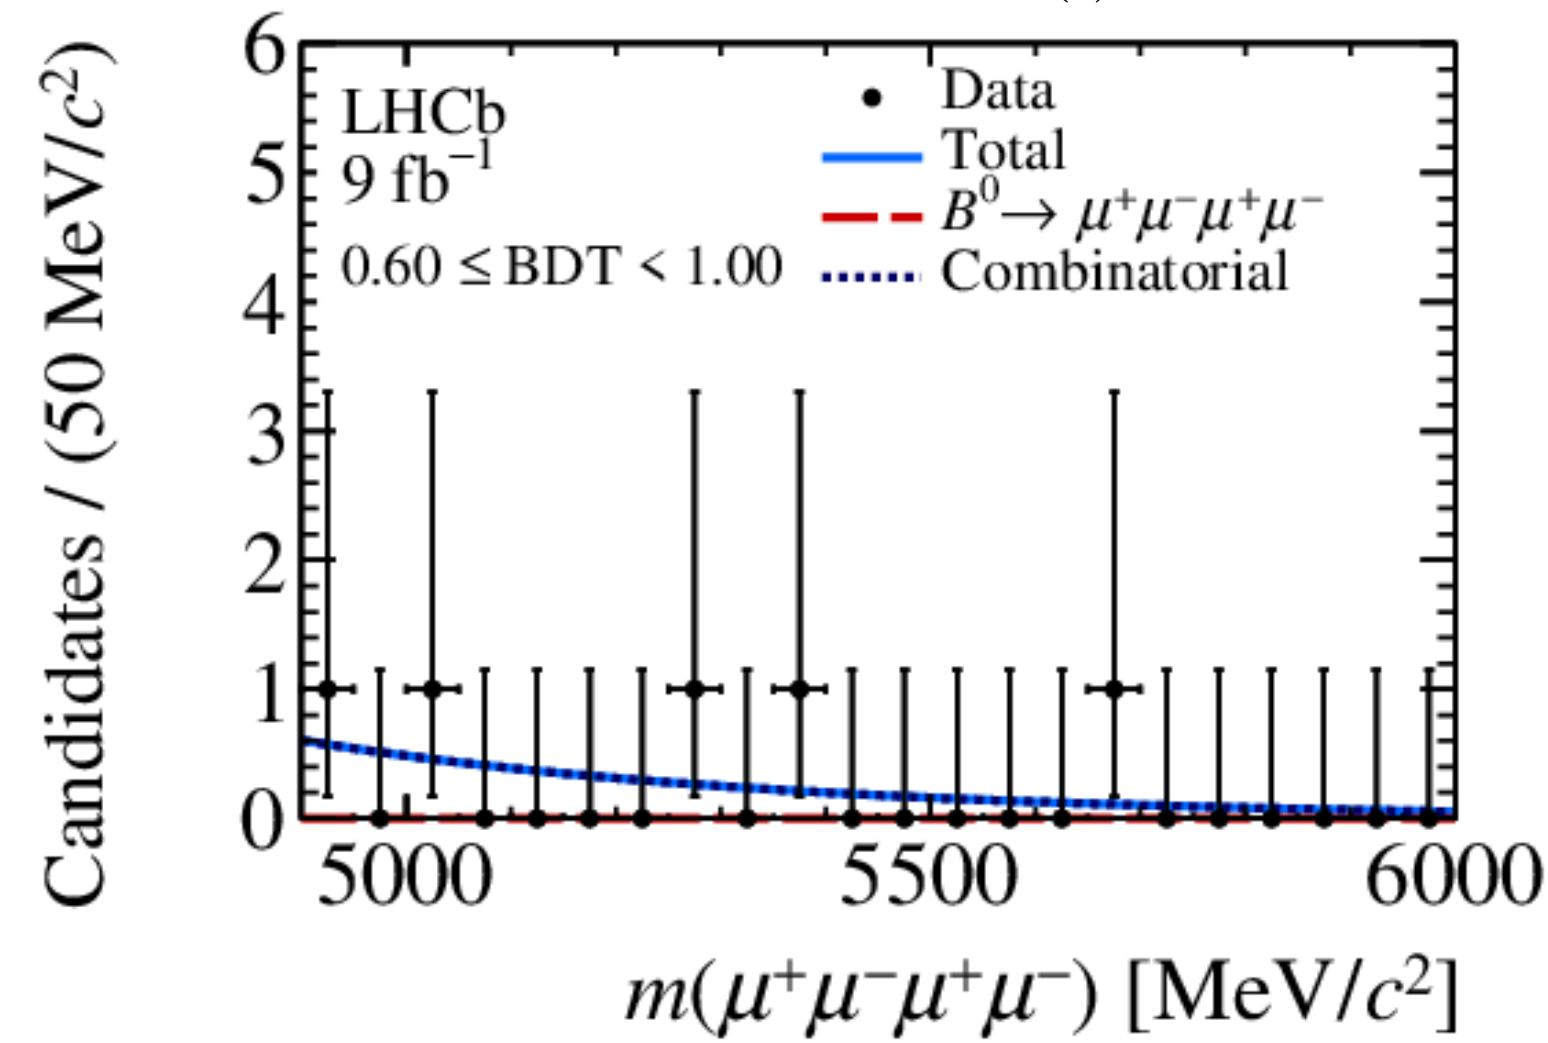 6
5
4
3
2
1
0
Candidates / (50 MeV/c²)
LHCb
9 fb⁻¹
0.60 ≤ BDT < 1.00
Data
Total
B⁰→ μ⁺μ⁻μ⁺μ⁻
Combinatorial
5000 5500 6000
m(μ⁺μ⁻μ⁺μ⁻) [MeV/c²]